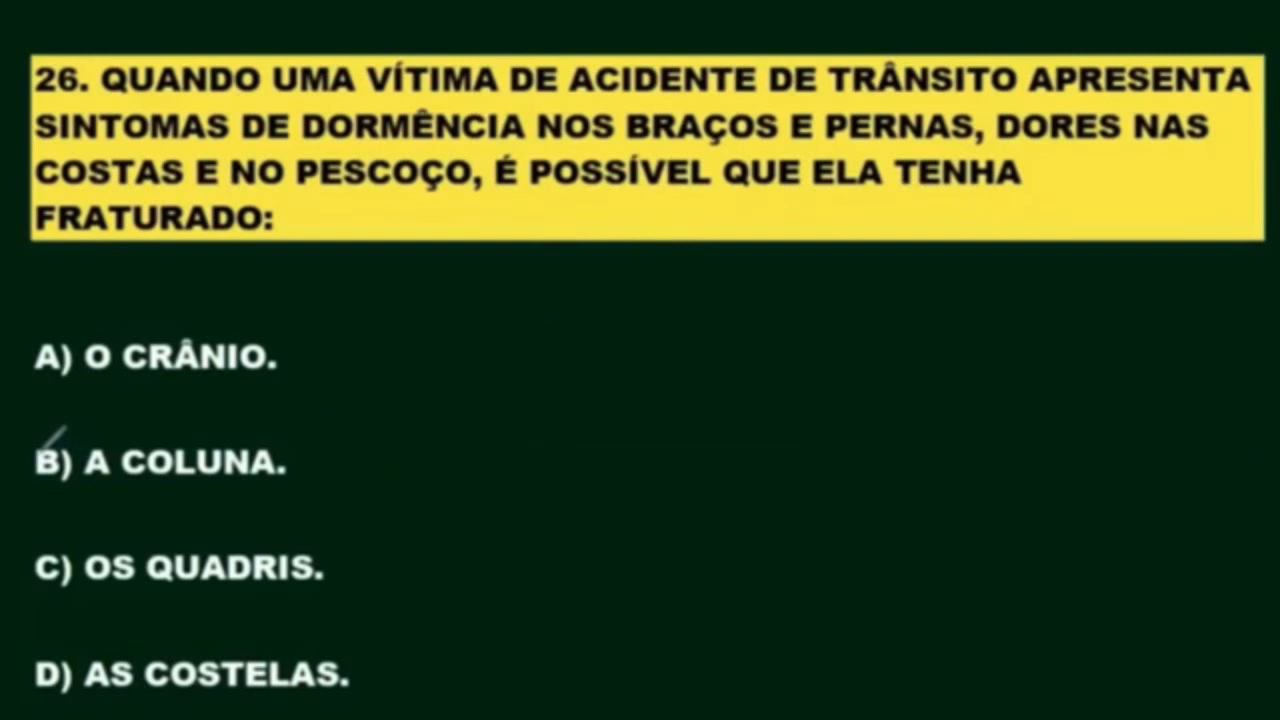 26. QUANDO UMA VÍTIMA DE ACIDENTE DE TRÂNSITO APRESENTA
SINTOMAS DE DORMÊNCIA NOS BRAÇOS E PERNAS, DORES NAS
COSTAS E NO PESCOÇO, É POSSÍVEL QUE ELA TENHA
FRATURADO:
A) O CRÂNIO.
B) A COLUNA.
C) OS QUADRIS.
D) AS COSTELAS.